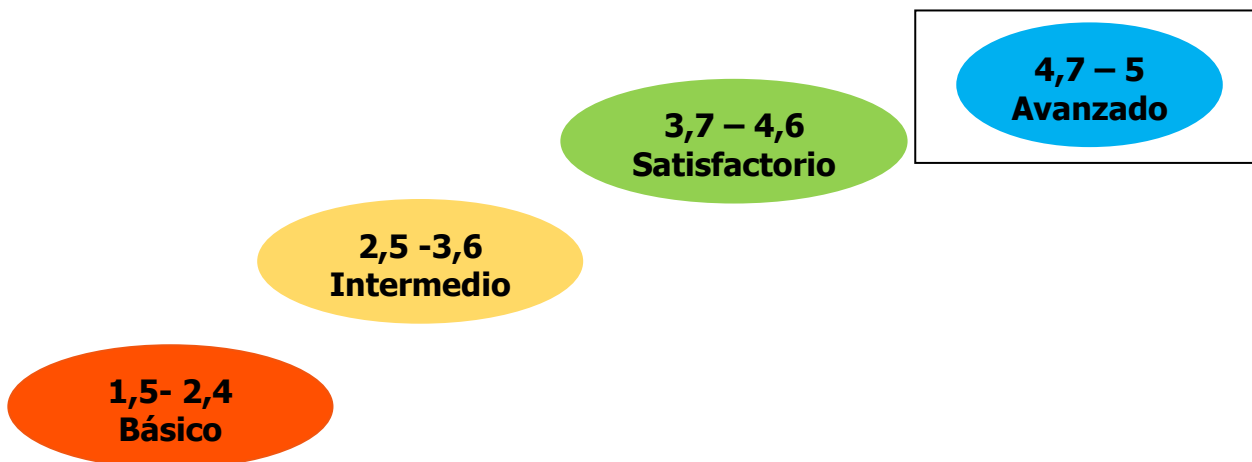 4,7 – 5
Avanzado
3,7 – 4,6
Satisfactorio
2,5 -3,6
Intermedio
1,5- 2,4
Básico